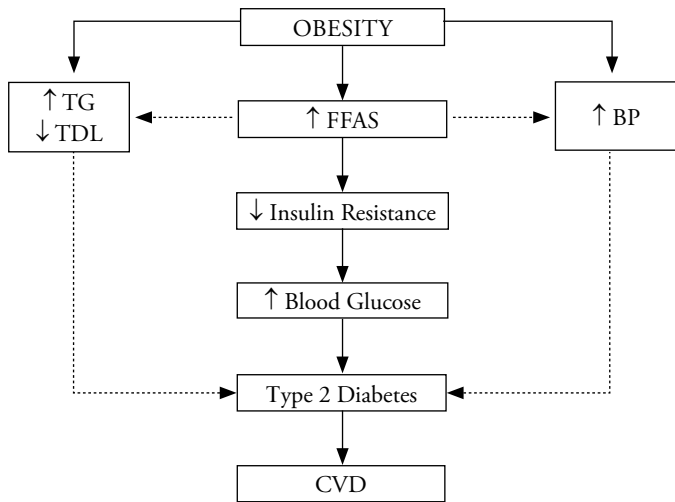 OBESITY
↑ TG
↓ TDL
↑ FFAS
↑ BP
↓ Insulin Resistance
↑ Blood Glucose
Type 2 Diabetes
CVD